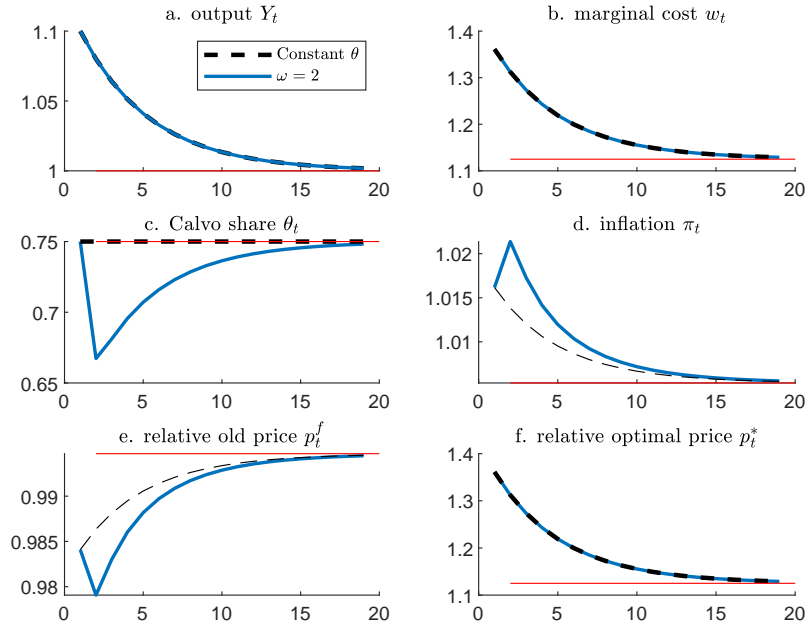 a. output Y_t
b. marginal cost w_t
1.1
1.05
1
0 5 10 15 20
Constant θ
ω = 2
1.4
1.3
1.2
1.1
0 5 10 15 20
c. Calvo share θ_t
d. inflation π_t
0.75
0.7
0.65
0 5 10 15 20
1.02
1.015
1.01
0 5 10 15 20
e. relative old price p_t^f
f. relative optimal price p_t^*
0.99
0.985
0.98
0 5 10 15 20
1.4
1.3
1.2
1.1
0 5 10 15 20